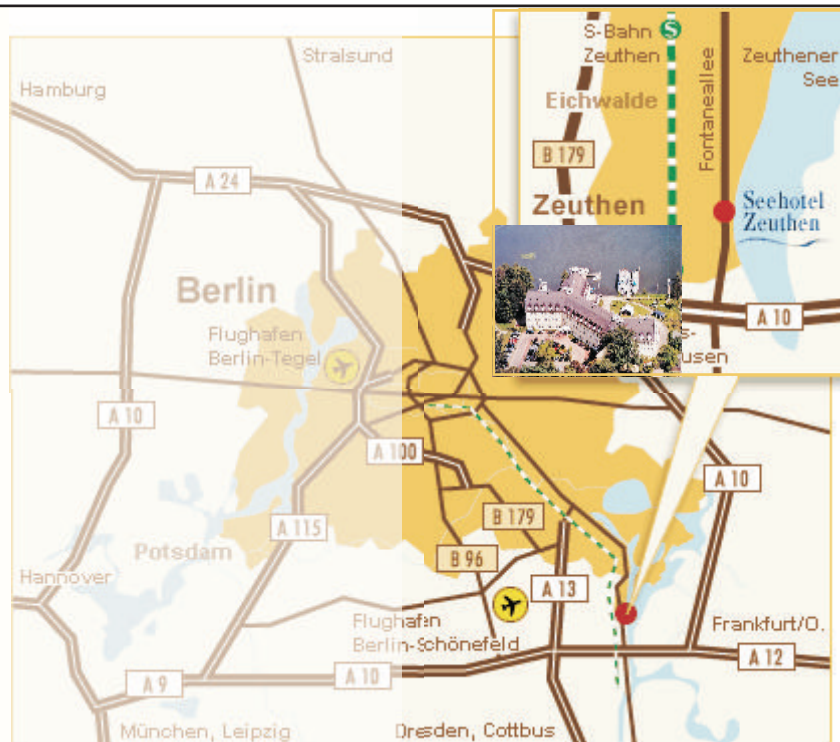 Stralsund
Hamburg
A 24
Berlin
Flughafen
Berlin-Tegel
A 10
A 100
A 115
Potsdam
Hannover
B 179
B 96
A 13
A 10
Flughafen
Berlin-Schönefeld
Frankfurt/O.
A 12
A 10
A 9
München, Leipzig
Dresden, Cottbus
S-Bahn
Zeuthen
S
Zeuthener
See
Eichwalde
Fontaneallee
B 179
Zeuthen
Seehotel
Zeuthen
A 10
s-
usen